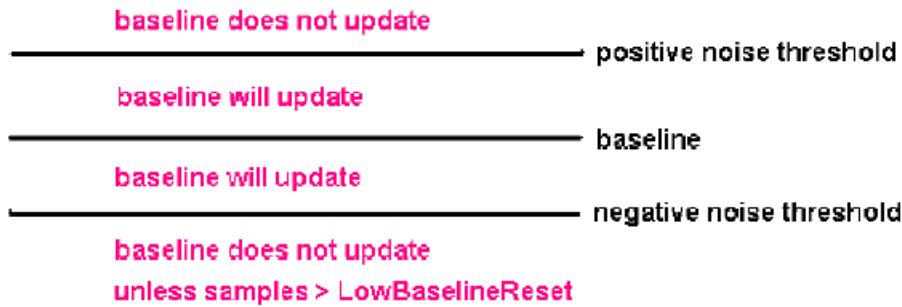 baseline does not update
positive noise threshold
baseline will update
baseline
baseline will update
negative noise threshold
baseline does not update
unless samples > LowBaselineReset